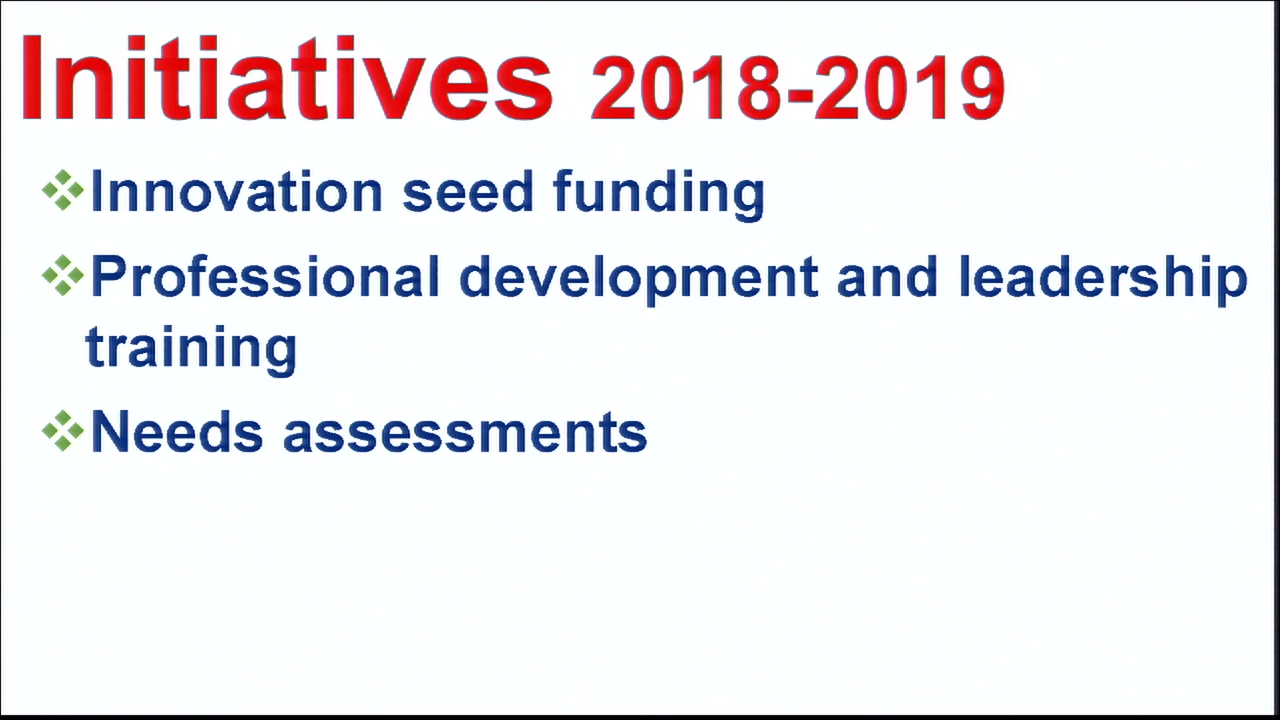 Initiatives 2018-2019
Innovation seed funding
Professional development and leadership
training
Needs assessments